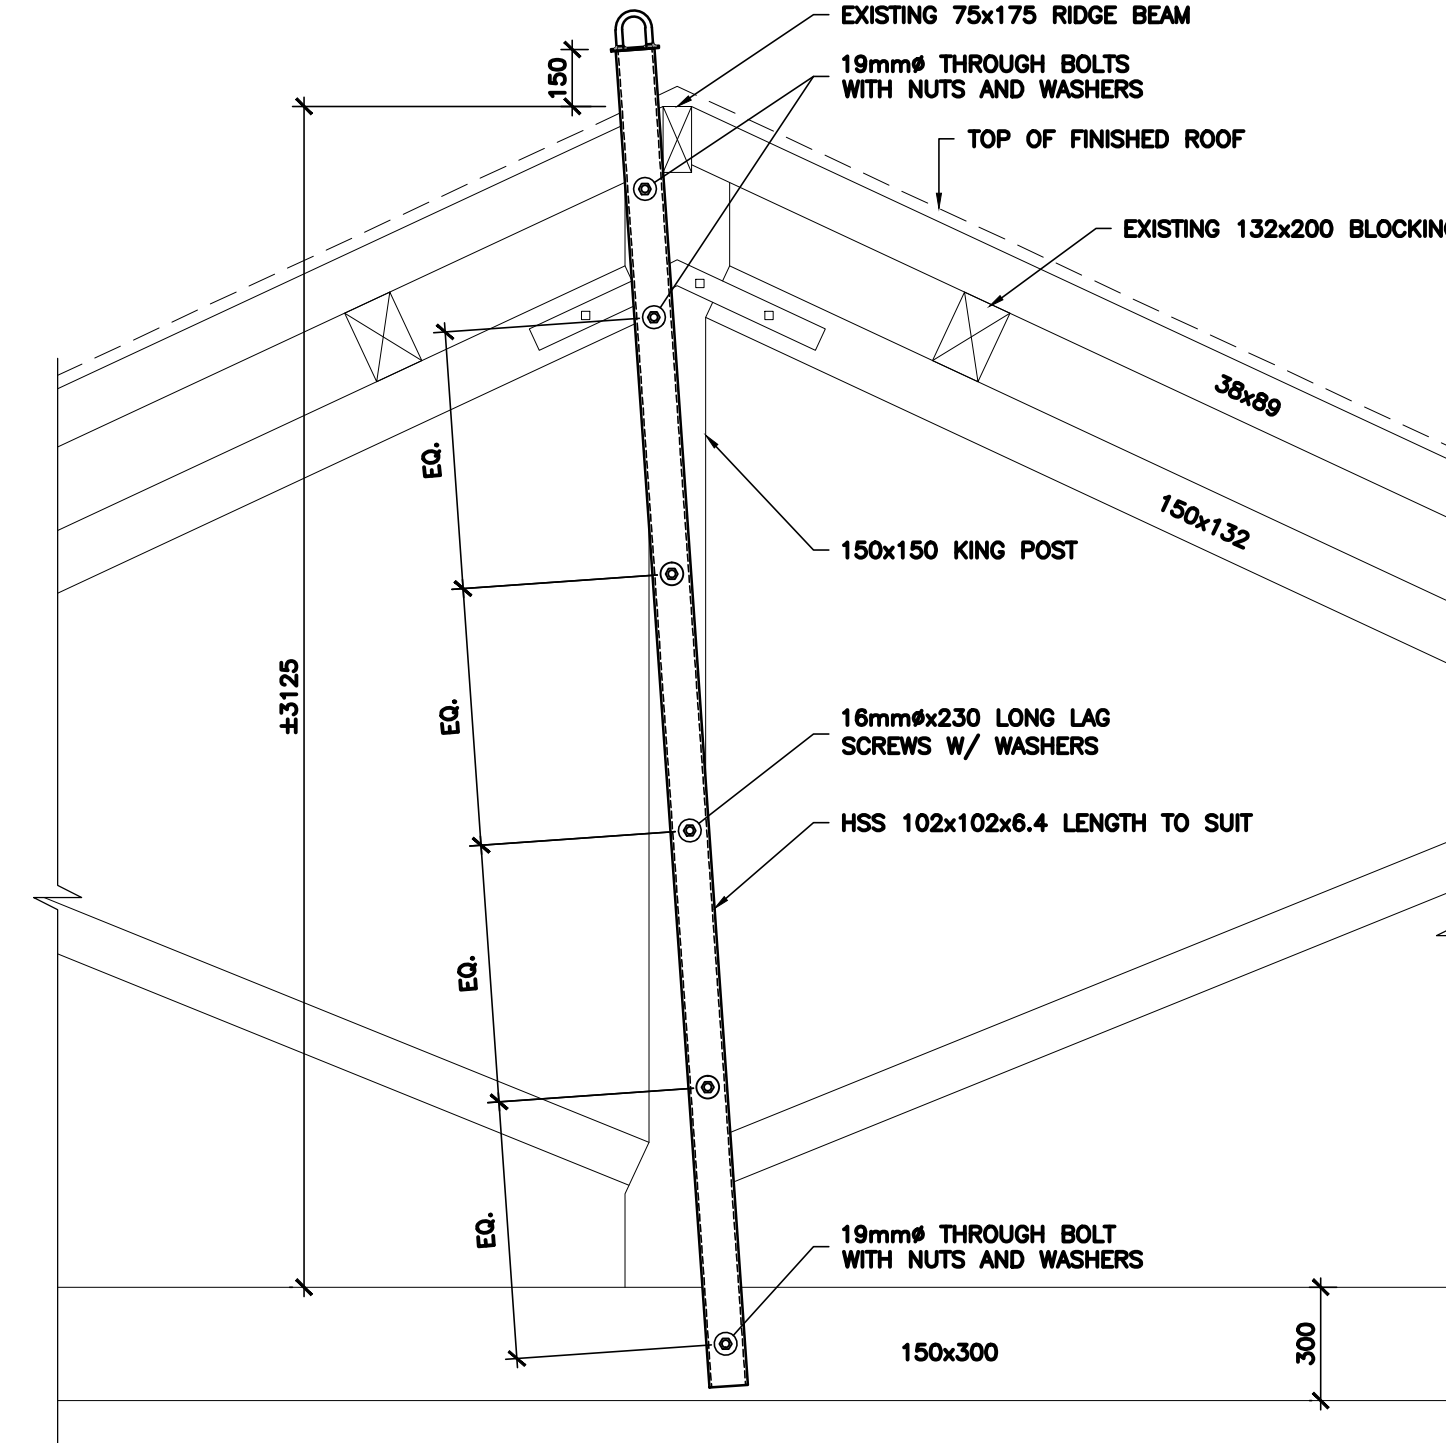 EXISTING 75x175 RIDGE BEAM
150
19mmø THROUGH BOLTS
WITH NUTS AND WASHERS
TOP OF FINISHED ROOF
EXISTING 132x200 BLOCKING
38x89
EQ.
150x132
150x150 KING POST
±3125
EQ.
16mmøx230 LONG LAG
SCREWS W/ WASHERS
HSS 102x102x6.4 LENGTH TO SUIT
EQ.
EQ.
19mmø THROUGH BOLT
WITH NUTS AND WASHERS
150x300
300